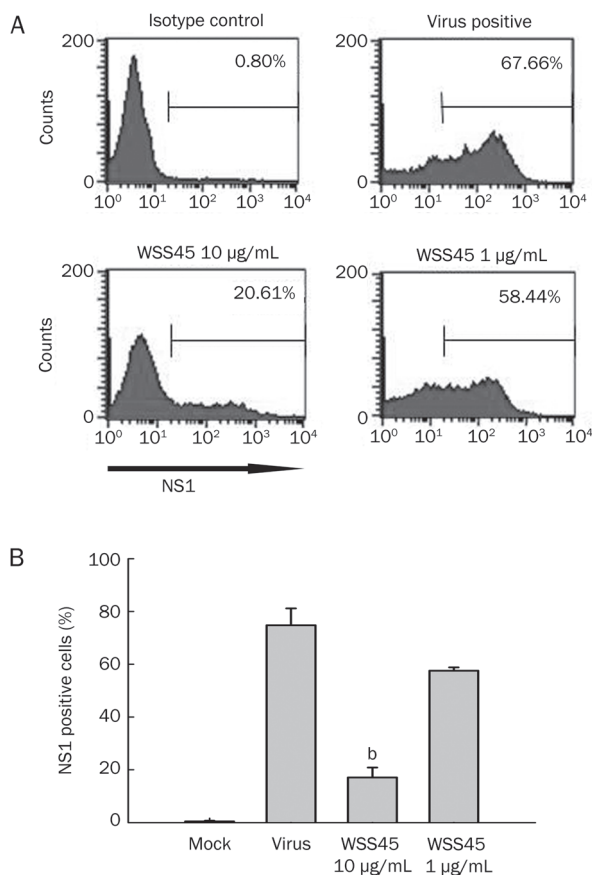 A
Isotype control
Virus positive
200
0.80%
Counts
0
10⁰ 10¹ 10² 10³ 10⁴
200
67.66%
0
10⁰ 10¹ 10² 10³ 10⁴
WSS45 10 µg/mL
WSS45 1 µg/mL
200
20.61%
Counts
0
10⁰ 10¹ 10² 10³ 10⁴
200
58.44%
0
10⁰ 10¹ 10² 10³ 10⁴
NS1
B
NS1 positive cells (%)
100
80
60
40
20
0
b
Mock
Virus
WSS45
10 µg/mL
WSS45
1 µg/mL